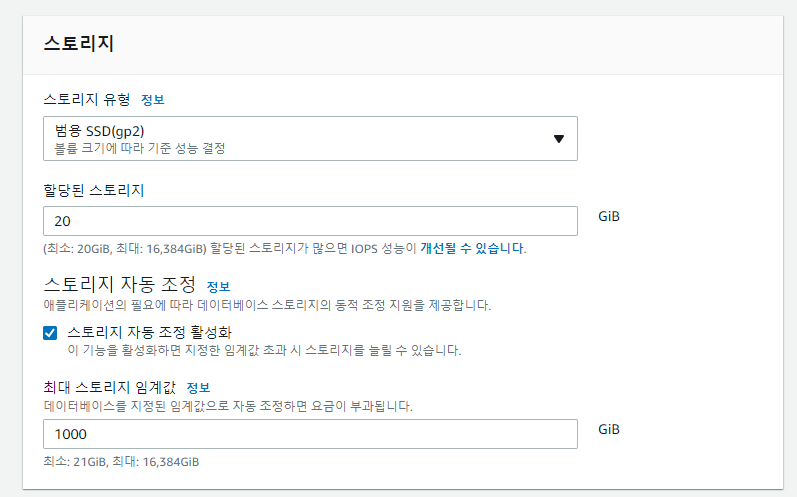 스토리지
스토리지 유형 정보
범용 SSD(gp2)
볼륨 크기에 따라 기준 성능 결정
할당된 스토리지
20
GiB
(최소: 20GiB, 최대: 16,384GiB) 할당된 스토리지가 많으면 IOPS 성능이 개선될 수 있습니다.
스토리지 자동 조정 정보
애플리케이션의 필요에 따라 데이터베이스 스토리지의 동적 조정 지원을 제공합니다.
스토리지 자동 조정 활성화
이 기능을 활성화하면 지정한 임계값 초과 시 스토리지를 늘릴 수 있습니다.
최대 스토리지 임계값 정보
데이터베이스를 지정된 임계값으로 자동 조정하면 요금이 부과됩니다.
1000
GiB
최소: 21GiB, 최대: 16,384GiB